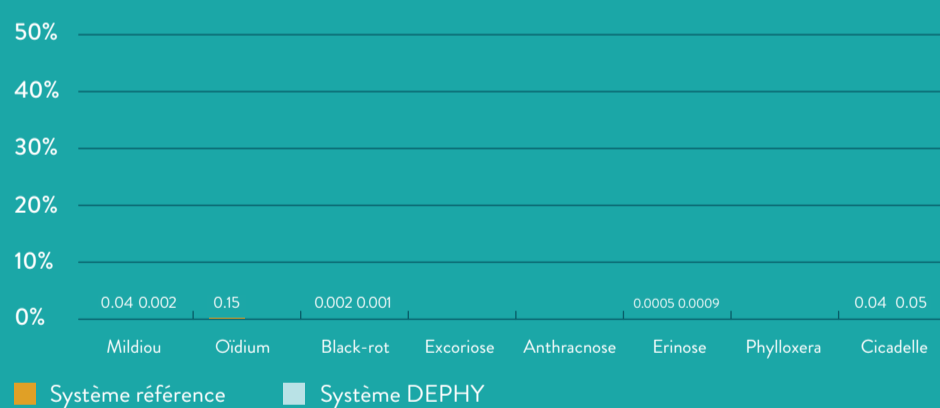 50%
40%
30%
20%
10%
0%
0.04 0.002 0.15 0.002 0.001 0.0005 0.0009 0.04 0.05
Mildiou Oïdium Black-rot Excoriose Anthracnose Erinose Phylloxera Cicadelle
Système référence Système DEPHY